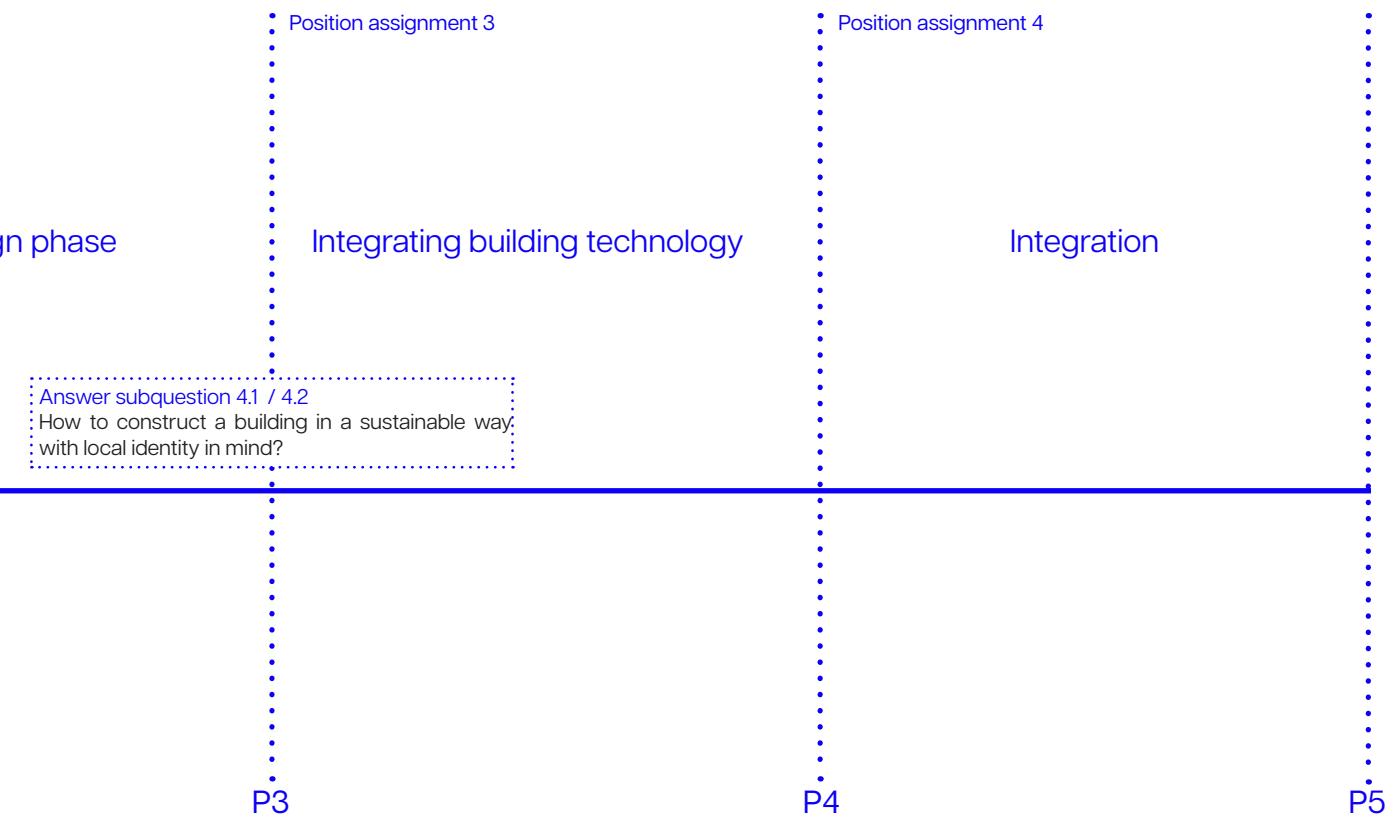 Position assignment 3
Position assignment 4
gn phase
Integrating building technology
Integration
Answer subquestion 4.1 / 4.2
How to construct a building in a sustainable way
with local identity in mind?
P3
P4
P5